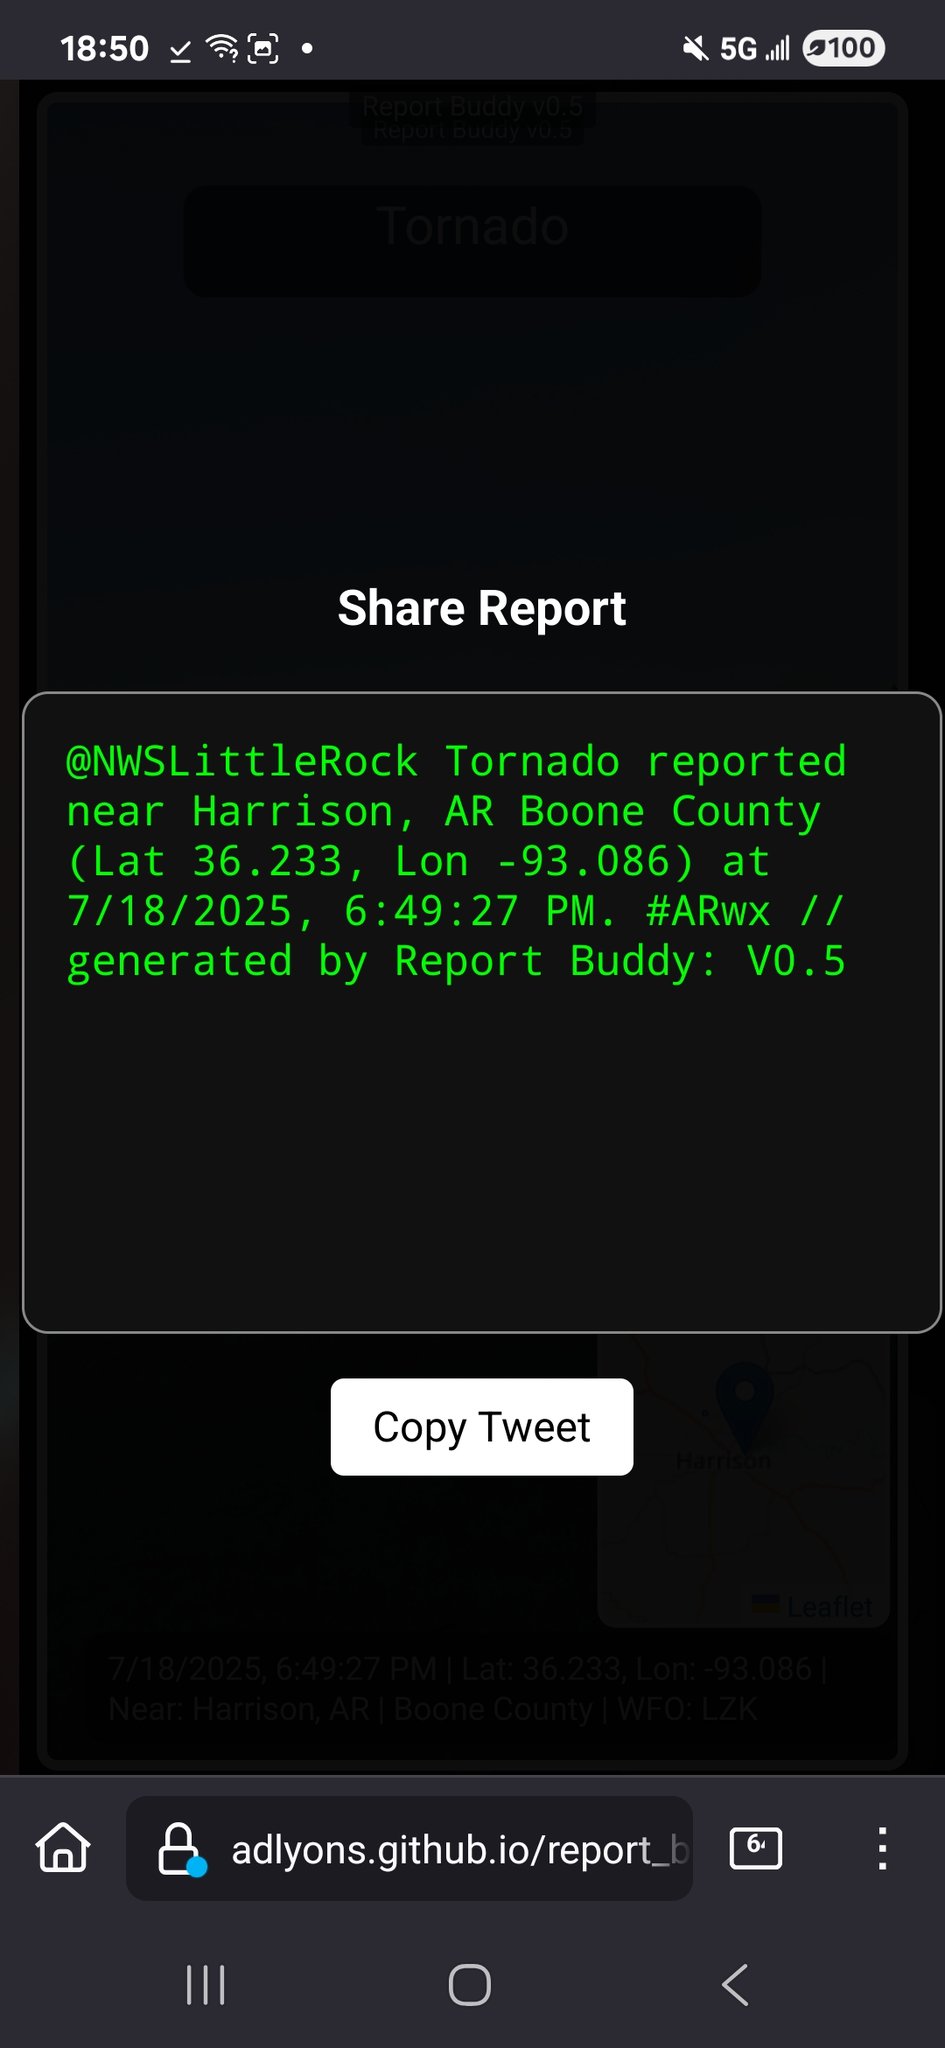 18:50
5G
100
Report Buddy v0.5
Report Buddy v0.5
Tornado
Share Report
@NWSLittleRock Tornado reported
near Harrison, AR Boone County
(Lat 36.233, Lon -93.086) at
7/18/2025, 6:49:27 PM. #ARwx //
generated by Report Buddy: V0.5
Copy Tweet
Harrison
Leaflet
7/18/2025, 6:49:27 PM | Lat: 36.233, Lon: -93.086 |
Near: Harrison, AR | Boone County | WFO: LZK
adlyons.github.io/report_b
6